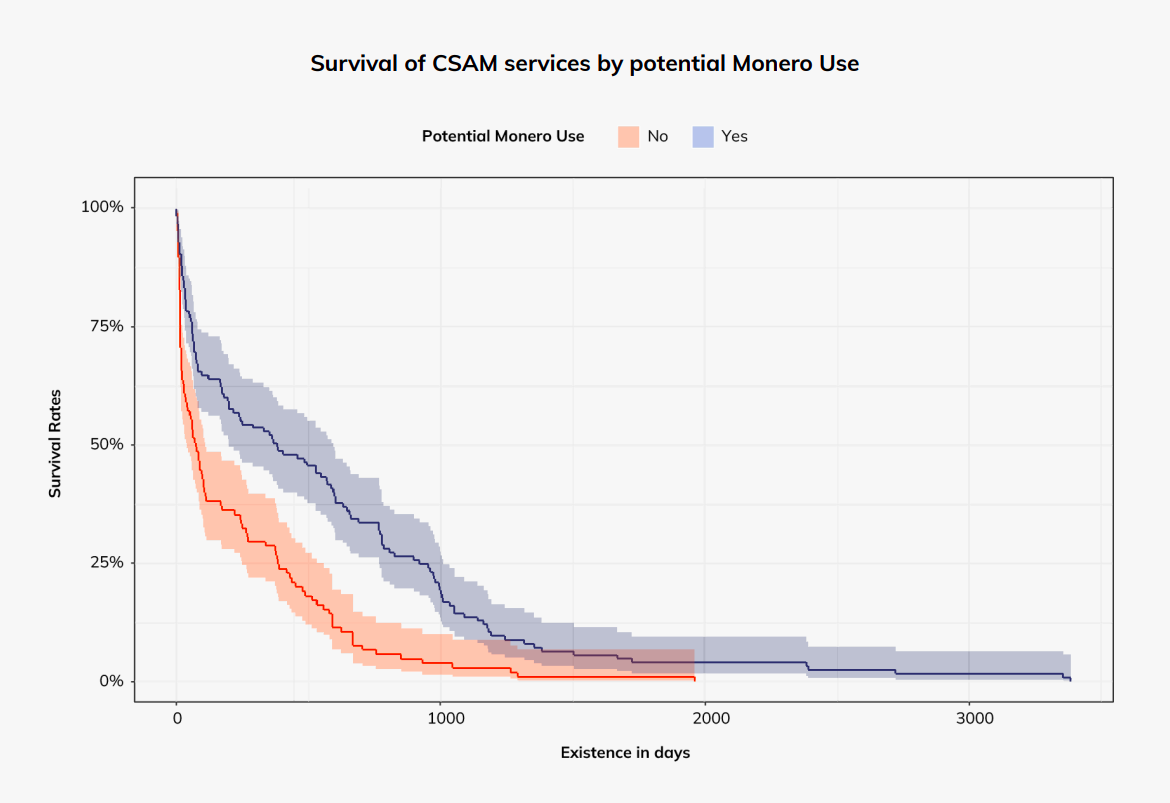 Survival of CSAM services by potential Monero Use
Potential Monero Use No Yes
100%
75%
50%
25%
0%
Survival Rates
0 1000 2000 3000
Existence in days